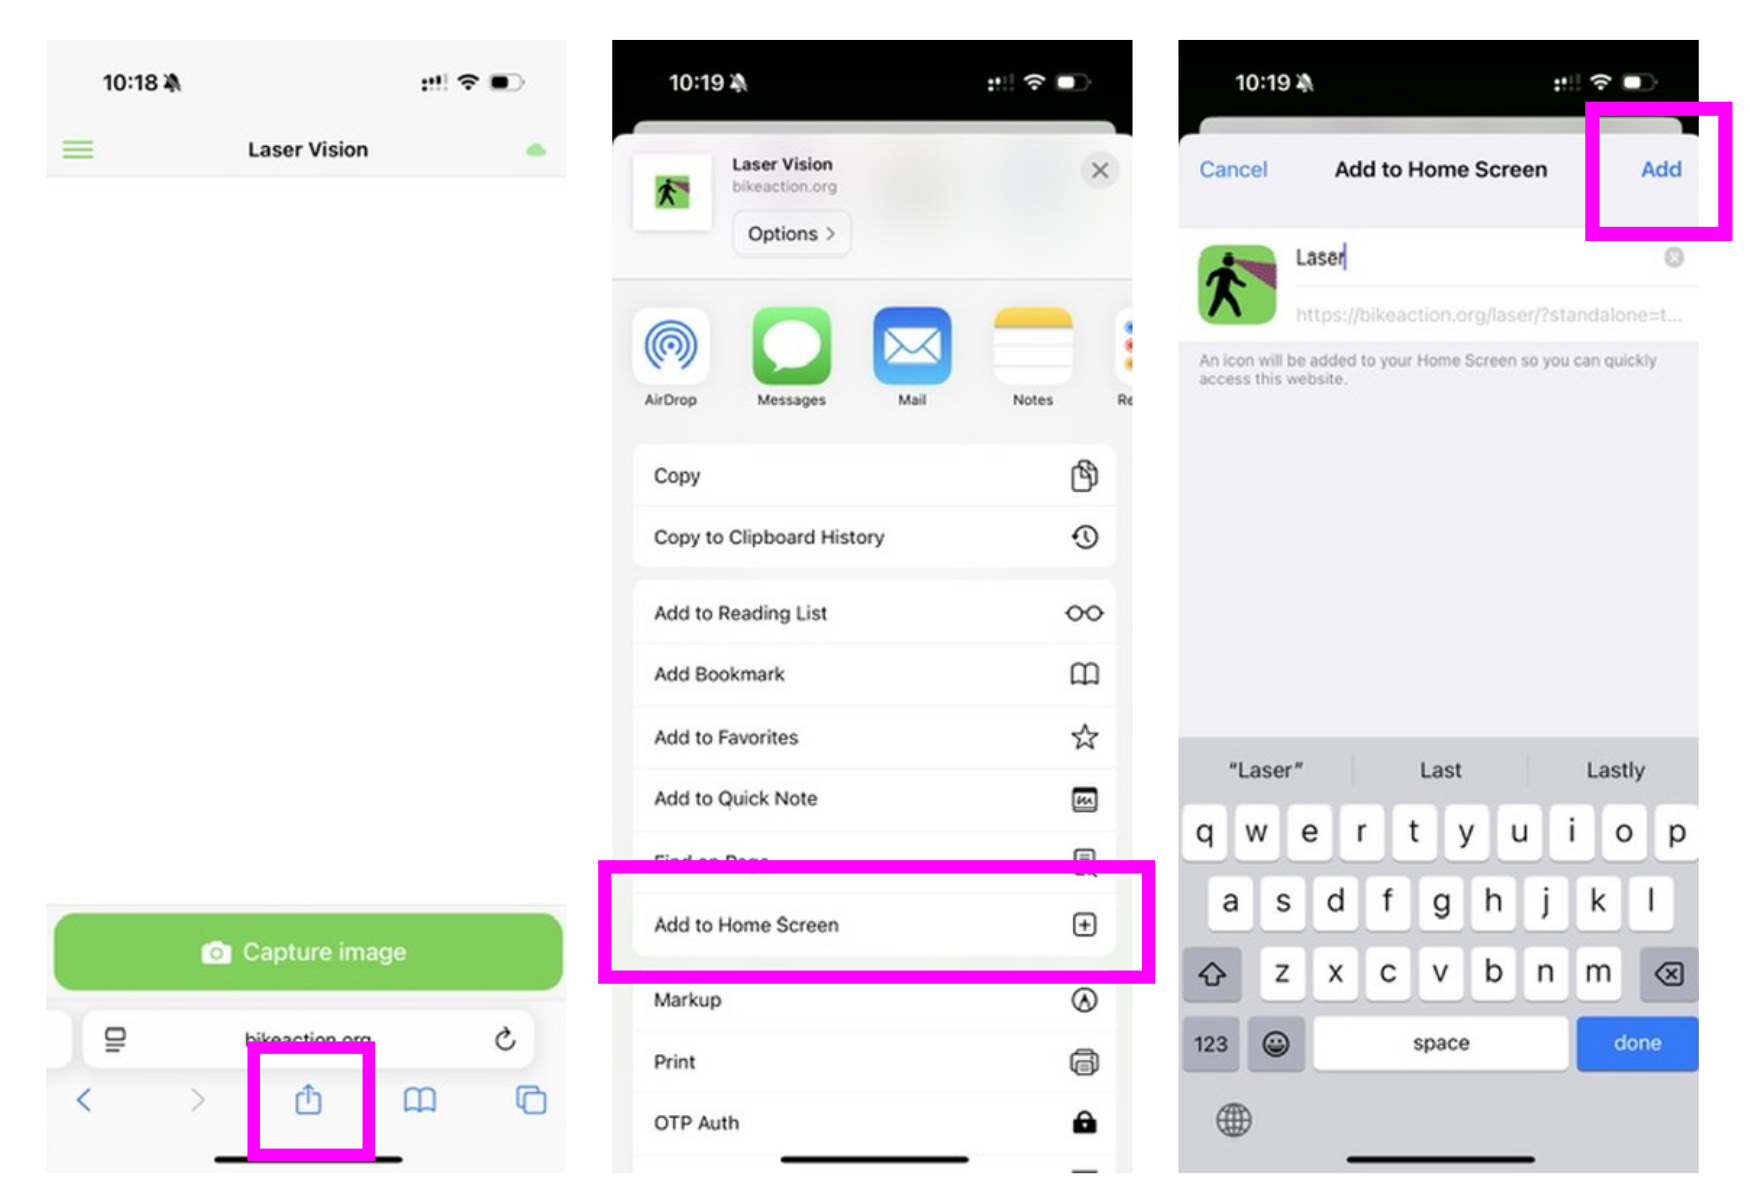 10:18
Laser Vision
Capture image
bikeaction.org
10:19
Laser Vision
bikeaction.org
Options >
AirDrop
Messages
Mail
Notes
Re
Copy
Copy to Clipboard History
Add to Reading List
Add Bookmark
Add to Favorites
Add to Quick Note
Find on Page
Add to Home Screen
Markup
Print
OTP Auth
10:19
Cancel
Add to Home Screen
Add
Laser
https://bikeaction.org/laser/?standalone=t...
An icon will be added to your Home Screen so you can quickly
access this website.
"Laser"
Last
Lastly
q w e r t y u i o p
a s d f g h j k l
z x c v b n m
123
space
done